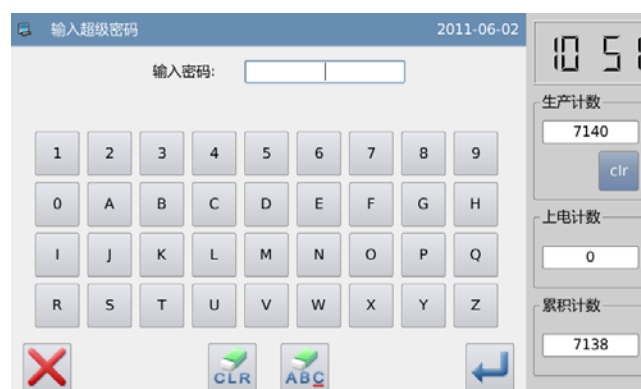 输入超级密码 2011-06-02
输入密码:
1 2 3 4 5 6 7 8 9
0 A B C D E F G H
I J K L M N O P Q
R S T U V W X Y Z
CLR ABC
10 5
生产计数
7140
clr
上电计数
0
累积计数
7138